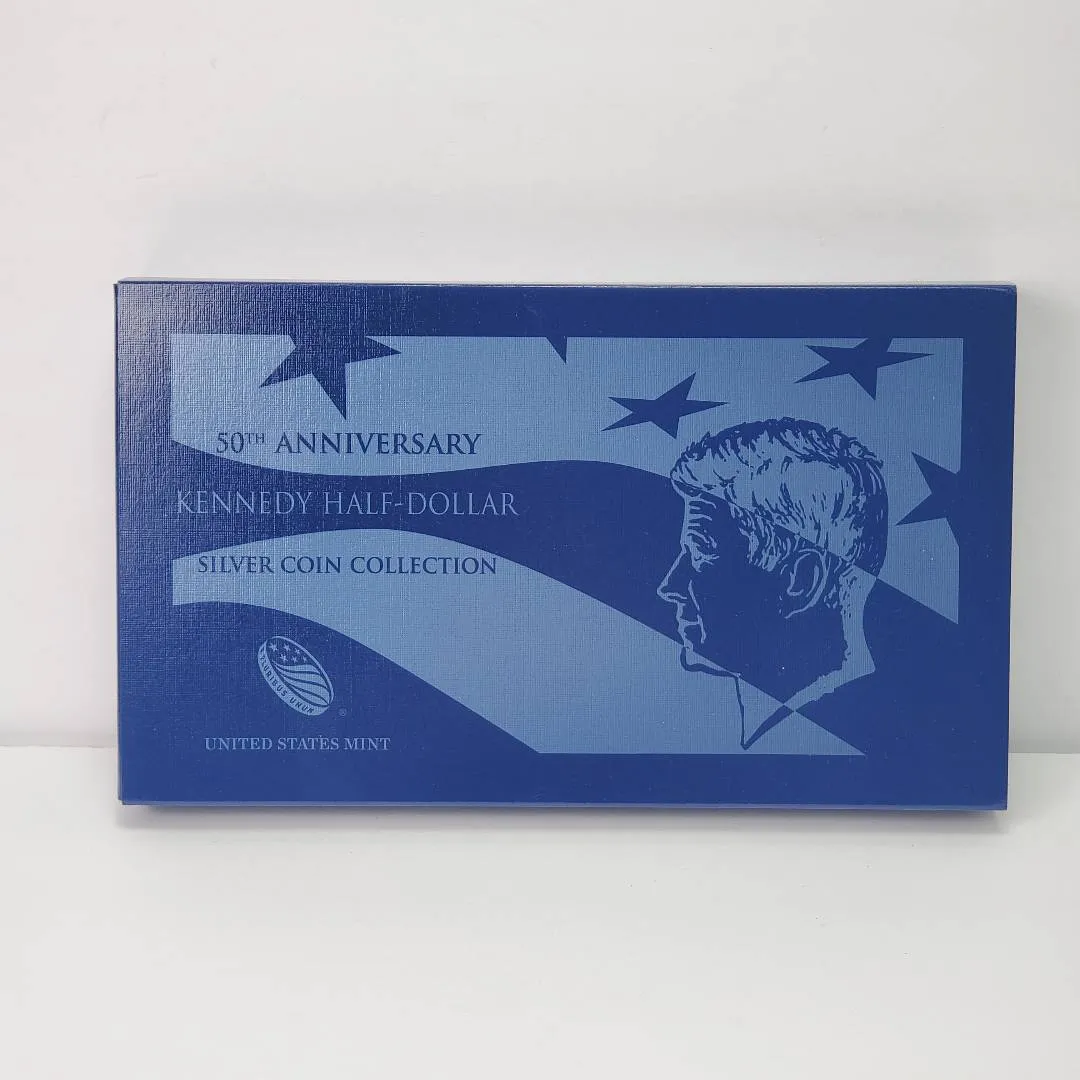 50TH ANNIVERSARY
KENNEDY HALF-DOLLAR
SILVER COIN COLLECTION
PLURIBUS UNUM
®
UNITED STATES MINT